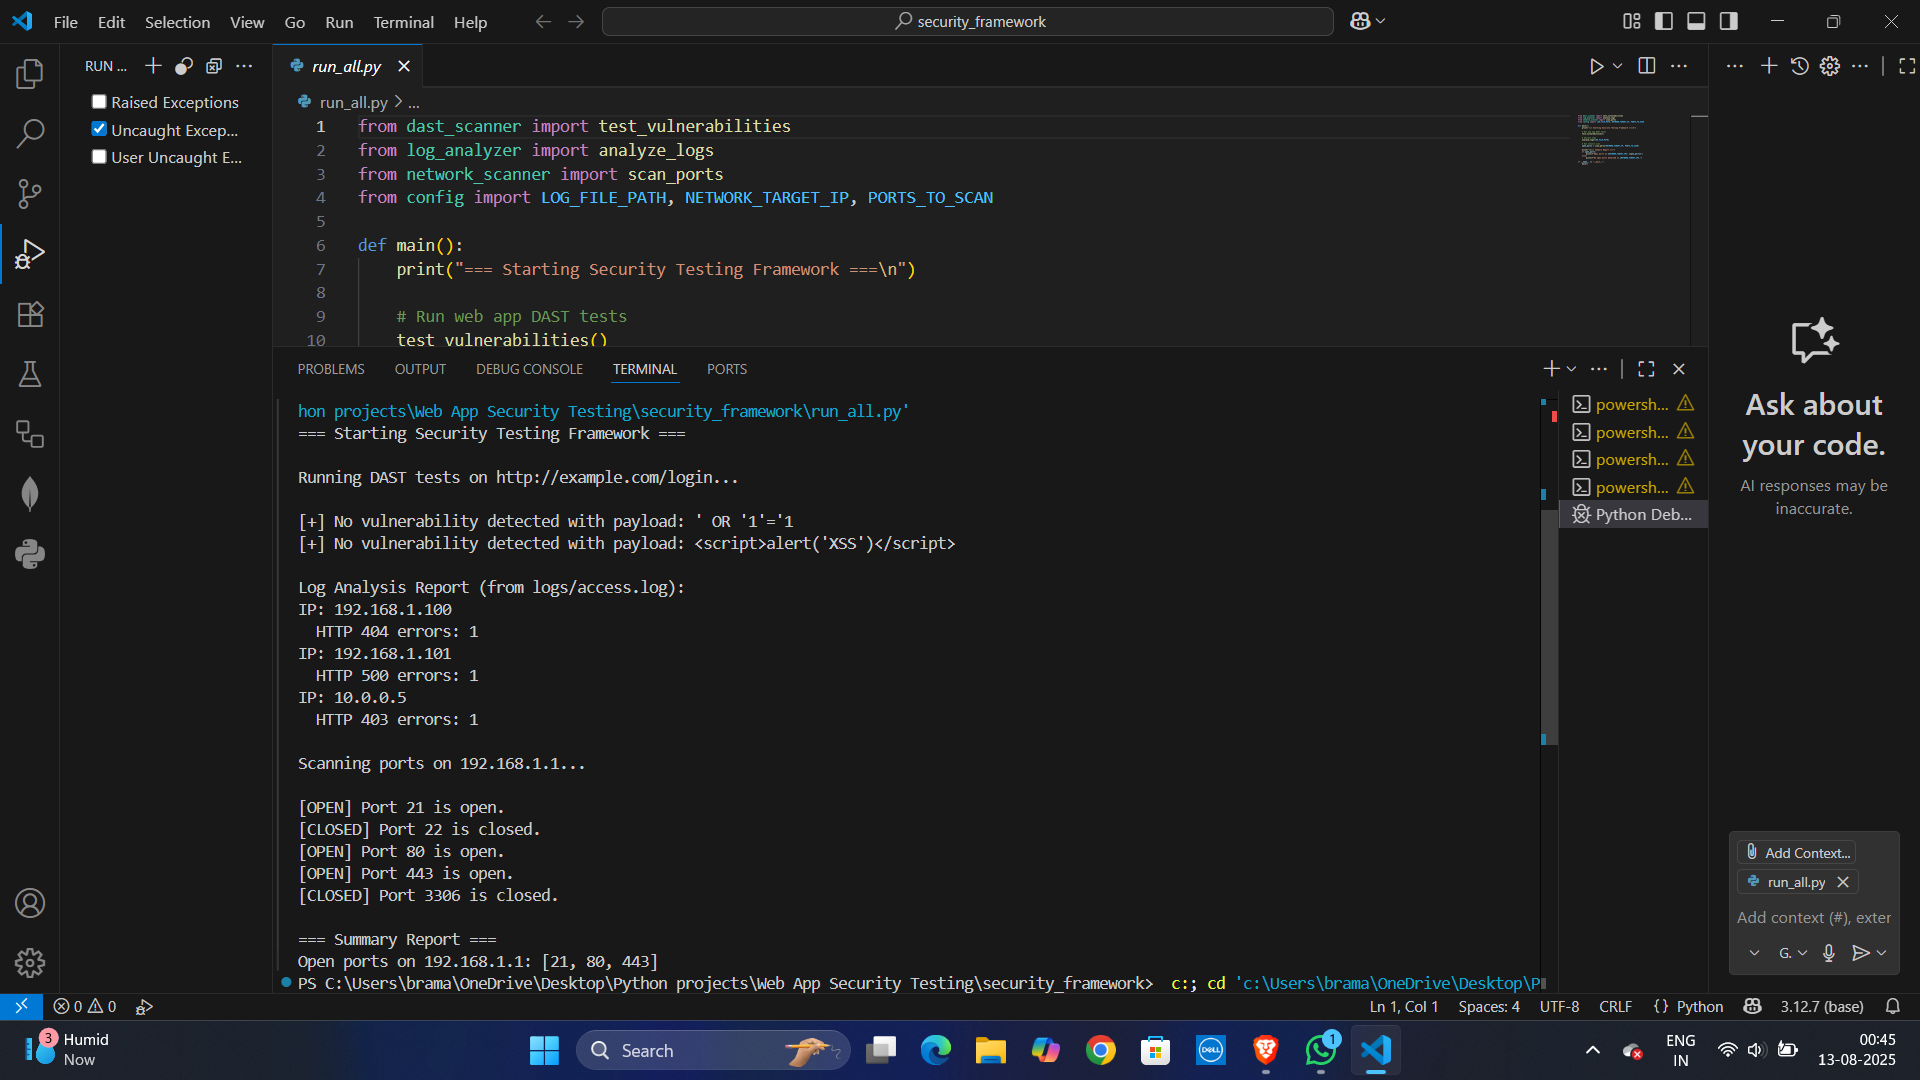 File Edit Selection View Go Run Terminal Help
security_framework
RUN ...
Raised Exceptions
Uncaught Excep...
User Uncaught E...
run_all.py
run_all.py > ...
1 from dast_scanner import test_vulnerabilities
2 from log_analyzer import analyze_logs
3 from network_scanner import scan_ports
4 from config import LOG_FILE_PATH, NETWORK_TARGET_IP, PORTS_TO_SCAN
5
6 def main():
7 print("=== Starting Security Testing Framework ===\n")
8
9 # Run web app DAST tests
10 test_vulnerabilities()
PROBLEMS OUTPUT DEBUG CONSOLE TERMINAL PORTS
hon projects\Web App Security Testing\security_framework\run_all.py'
=== Starting Security Testing Framework ===
Running DAST tests on http://example.com/login...
[+] No vulnerability detected with payload: ' OR '1'='1
[+] No vulnerability detected with payload: <script>alert('XSS')</script>
Log Analysis Report (from logs/access.log):
IP: 192.168.1.100
HTTP 404 errors: 1
IP: 192.168.1.101
HTTP 500 errors: 1
IP: 10.0.0.5
HTTP 403 errors: 1
Scanning ports on 192.168.1.1...
[OPEN] Port 21 is open.
[CLOSED] Port 22 is closed.
[OPEN] Port 80 is open.
[OPEN] Port 443 is open.
[CLOSED] Port 3306 is closed.
=== Summary Report ===
Open ports on 192.168.1.1: [21, 80, 443]
PS C:\Users\brama\OneDrive\Desktop\Python projects\Web App Security Testing\security_framework> c:; cd 'c:\Users\brama\OneDrive\Desktop\P
powersh...
powersh...
powersh...
powersh...
Python Deb...
Ask about
your code.
AI responses may be
inaccurate.
Add Context...
run_all.py
Add context (#), exter
G.
0 0
Ln 1, Col 1 Spaces: 4 UTF-8 CRLF {} Python 3.12.7 (base)
3
Humid
Now
Search
DELL
1
ENG
IN
00:45
13-08-2025